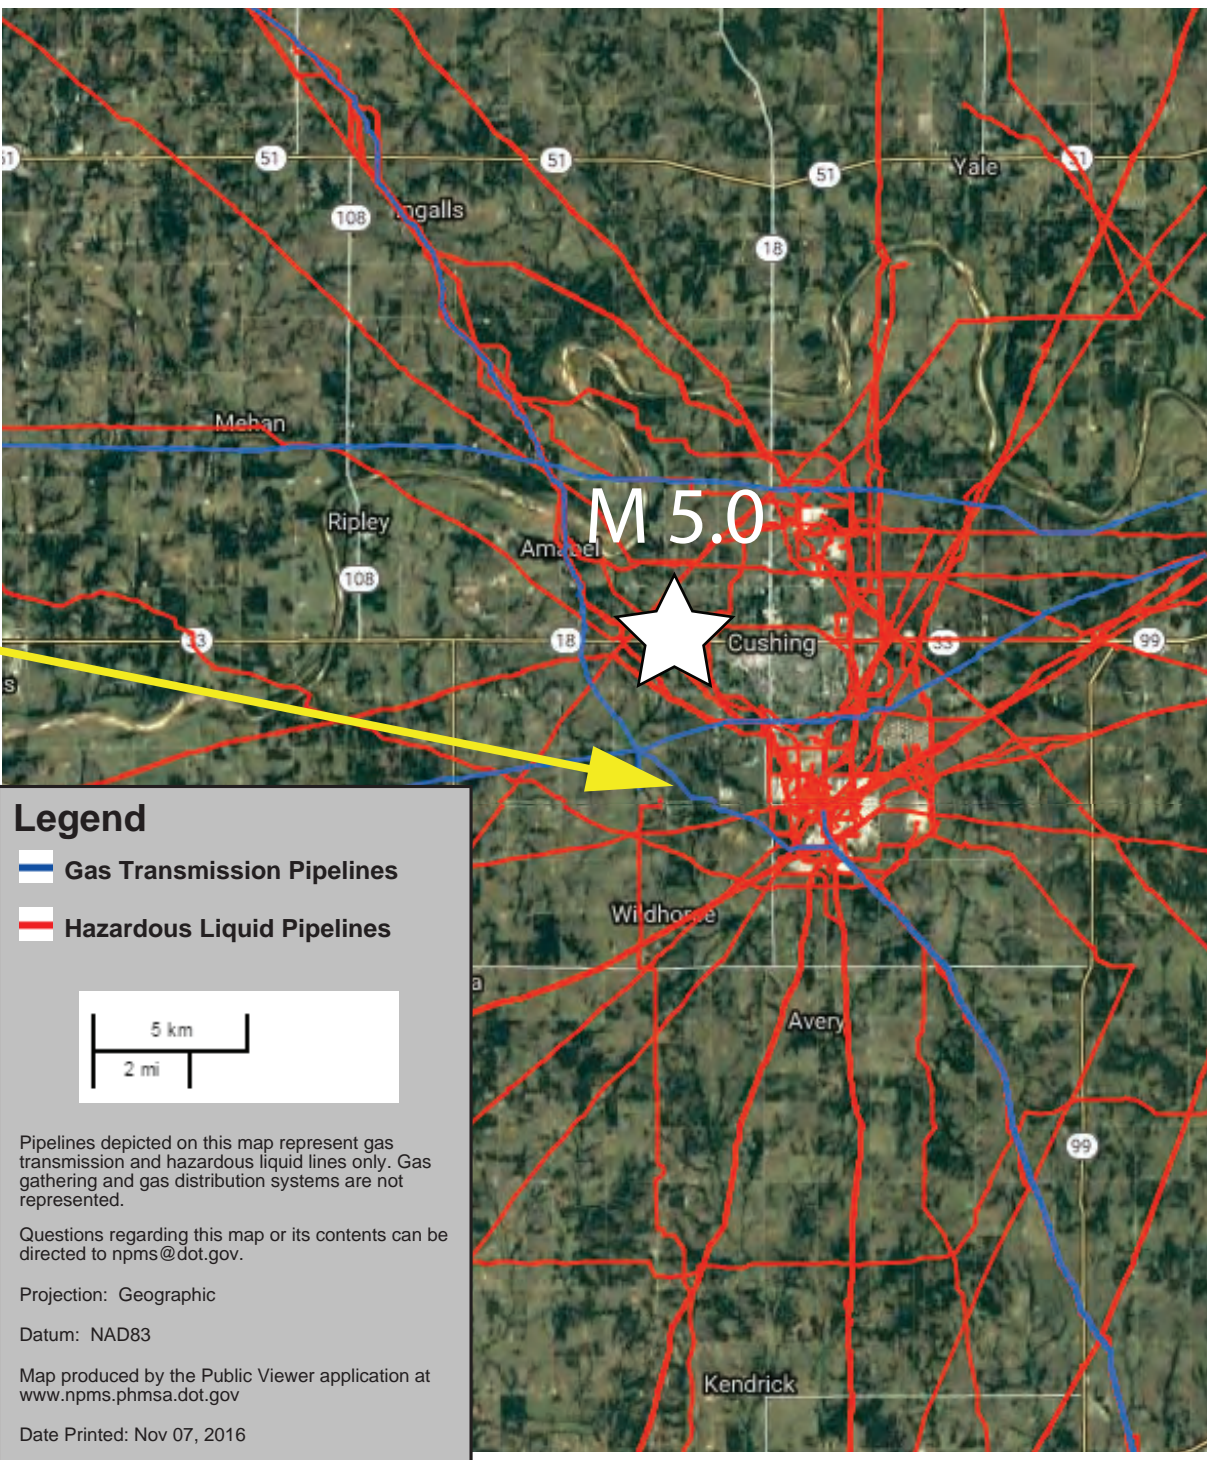 51
51
51
51
51
Yale
108
Ingalls
18
Mehan
M 5.0
Ripley
Amabel
108
33
18
Cushing
33
99
s
Legend
Gas Transmission Pipelines
Hazardous Liquid Pipelines
Wildhorse
a
5 km
2 mi
Avery
99
Pipelines depicted on this map represent gas
transmission and hazardous liquid lines only. Gas
gathering and gas distribution systems are not
represented.
Questions regarding this map or its contents can be
directed to npms@dot.gov.
Projection: Geographic
Datum: NAD83
Map produced by the Public Viewer application at
www.npms.phmsa.dot.gov
Kendrick
Date Printed: Nov 07, 2016